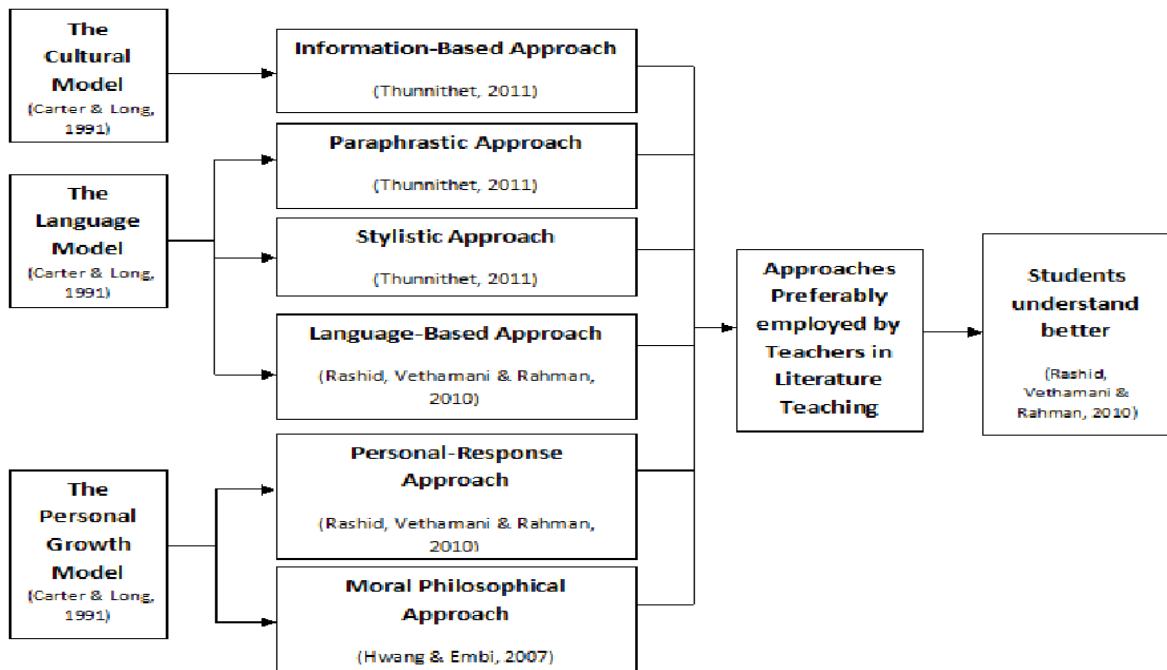 The
Cultural
Model
(Carter & Long,
1991)
Information-Based Approach
(Thunnithet, 2011)
Paraphrastic Approach
(Thunnithet, 2011)
The
Language
Model
(Carter & Long,
1991)
Stylistic Approach
(Thunnithet, 2011)
Language-Based Approach
(Rashid, Vethamani & Rahman,
2010)
The
Personal
Growth
Model
(Carter & Long,
1991)
Personal-Response
Approach
(Rashid, Vethamani & Rahman,
2010)
Moral Philosophical
Approach
(Hwang & Embi, 2007)
Approaches
Preferably
employed by
Teachers in
Literature
Teaching
Students
understand
better
(Rashid,
Vethamani &
Rahman, 2010)